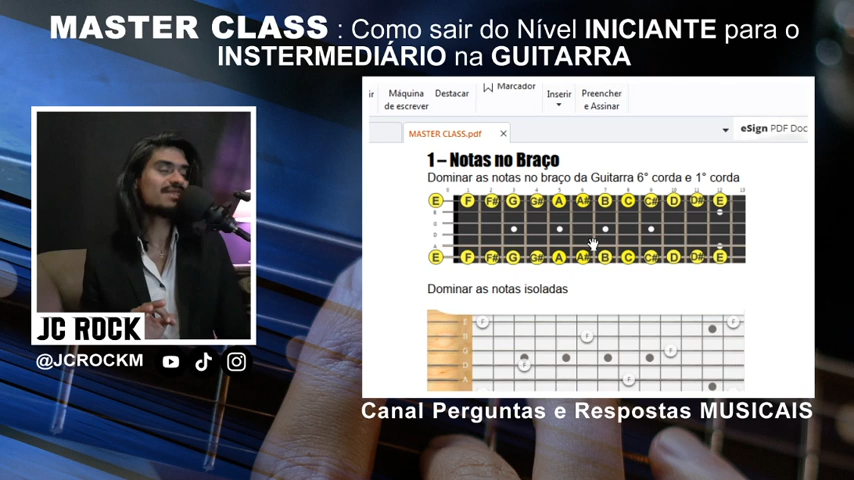 MASTER CLASS : Como sair do Nível INICIANTE para o
INSTERMEDIÁRIO na GUITARRA
ir
Máquina de escrever
Destacar
Marcador
Inserir
Preencher e Assinar
MASTER CLASS.pdf
eSign PDF Doc
1 – Notas no Braço
Dominar as notas no braço da Guitarra 6° corda e 1° corda
E F F# G G# A A# B C C# D D# E
E F F# G G# A A# B C C# D D# E
Dominar as notas isoladas
E F F
B F
G F
D F
A F
JC ROCK
@JCROCKM
Canal Perguntas e Respostas MUSICAIS